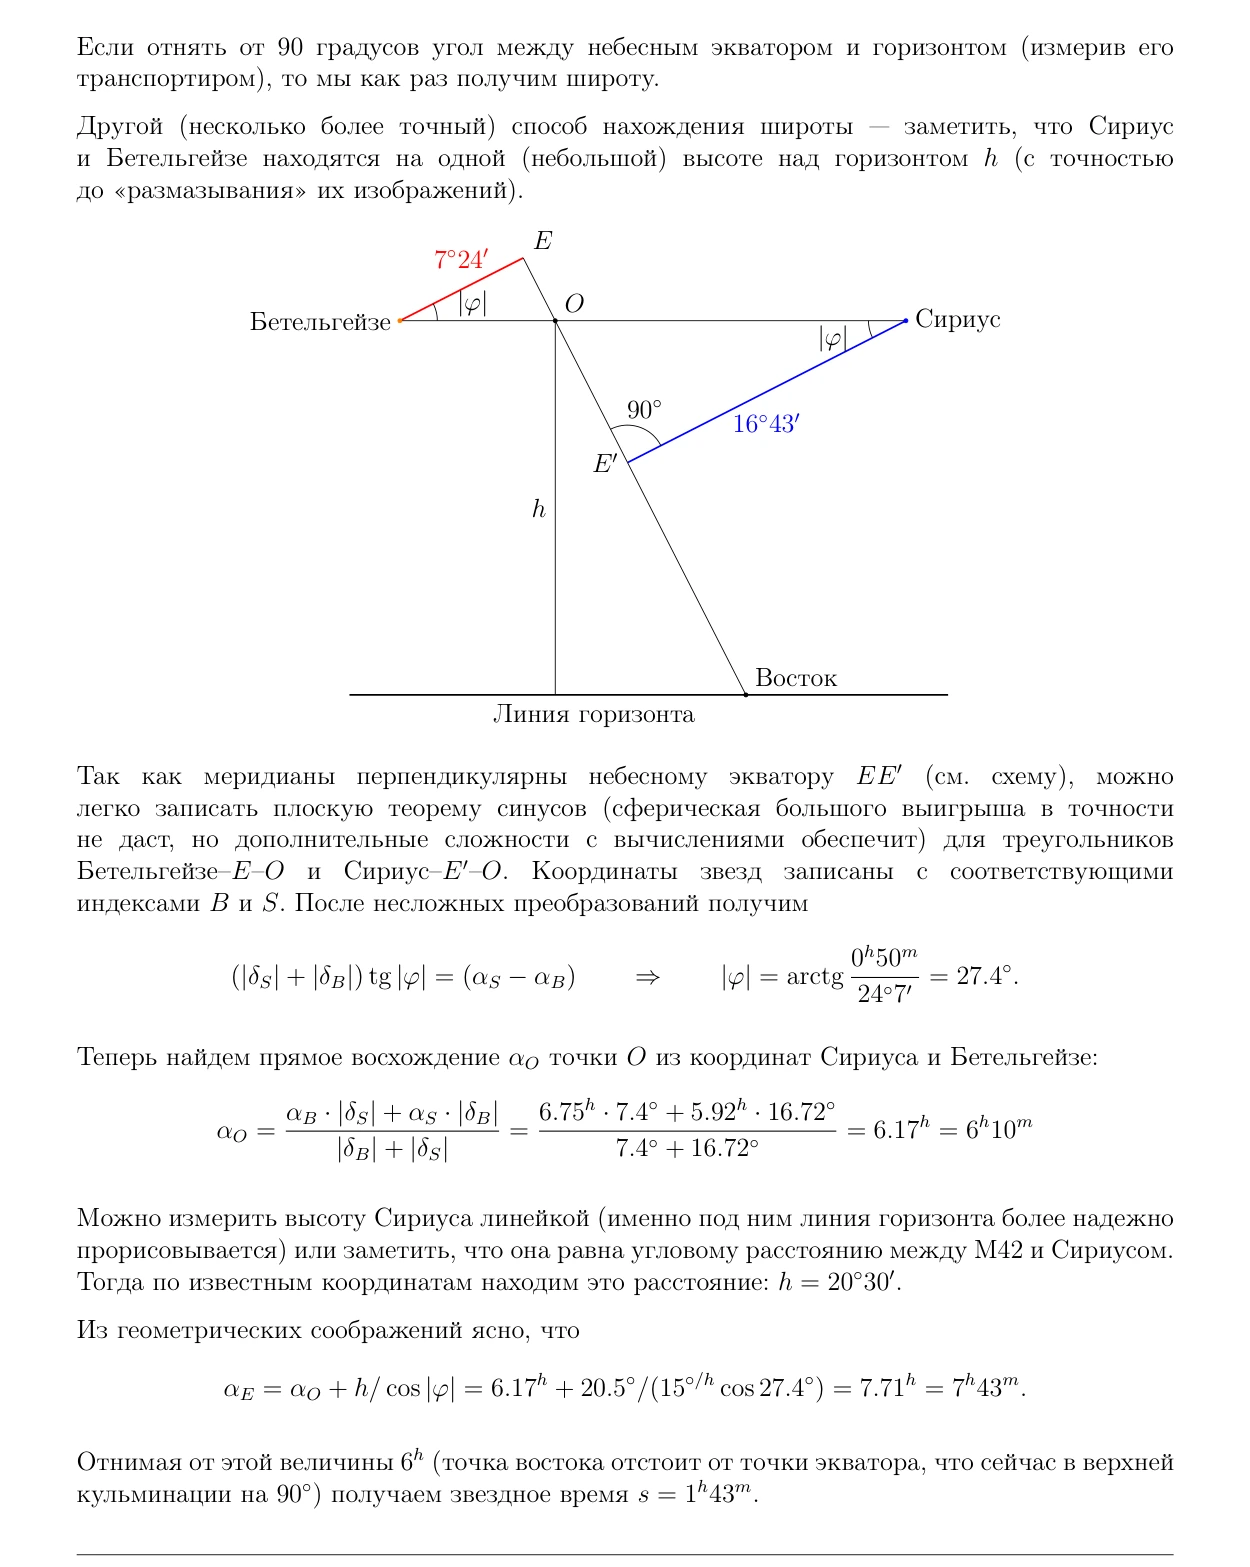 Если отнять от 90 градусов угол между небесным экватором и горизонтом (измерив его
транспортиром), то мы как раз получим широту.
Другой (несколько более точный) способ нахождения широты — заметить, что Сириус
и Бетельгейзе находятся на одной (небольшой) высоте над горизонтом h (с точностью
до «размазывания» их изображений).
E
7°24′
|φ|
O
Бетельгейзе
Сириус
|φ|
90°
16°43′
E′
h
Восток
Линия горизонта
Так как меридианы перпендикулярны небесному экватору EE′ (см. схему), можно
легко записать плоскую теорему синусов (сферическая большого выигрыша в точности
не даст, но дополнительные сложности с вычислениями обеспечит) для треугольников
Бетельгейзе–E–O и Сириус–E′–O. Координаты звезд записаны с соответствующими
индексами B и S. После несложных преобразований получим
(|δ_S| + |δ_B|) tg |φ| = (α_S − α_B) ⇒ |φ| = arctg 0^h50^m / 24°7′ = 27.4°.
Теперь найдем прямое восхождение α_O точки O из координат Сириуса и Бетельгейзе:
α_O = (α_B · |δ_S| + α_S · |δ_B|) / (|δ_B| + |δ_S|) = (6.75^h · 7.4° + 5.92^h · 16.72°) / (7.4° + 16.72°) = 6.17^h = 6^h10^m
Можно измерить высоту Сириуса линейкой (именно под ним линия горизонта более надежно
прорисовывается) или заметить, что она равна угловому расстоянию между M42 и Сириусом.
Тогда по известным координатам находим это расстояние: h = 20°30′.
Из геометрических соображений ясно, что
α_E = α_O + h/ cos |φ| = 6.17^h + 20.5°/(15^°/h cos 27.4°) = 7.71^h = 7^h43^m.
Отнимая от этой величины 6^h (точка востока отстоит от точки экватора, что сейчас в верхней
кульминации на 90°) получаем звездное время s = 1^h43^m.